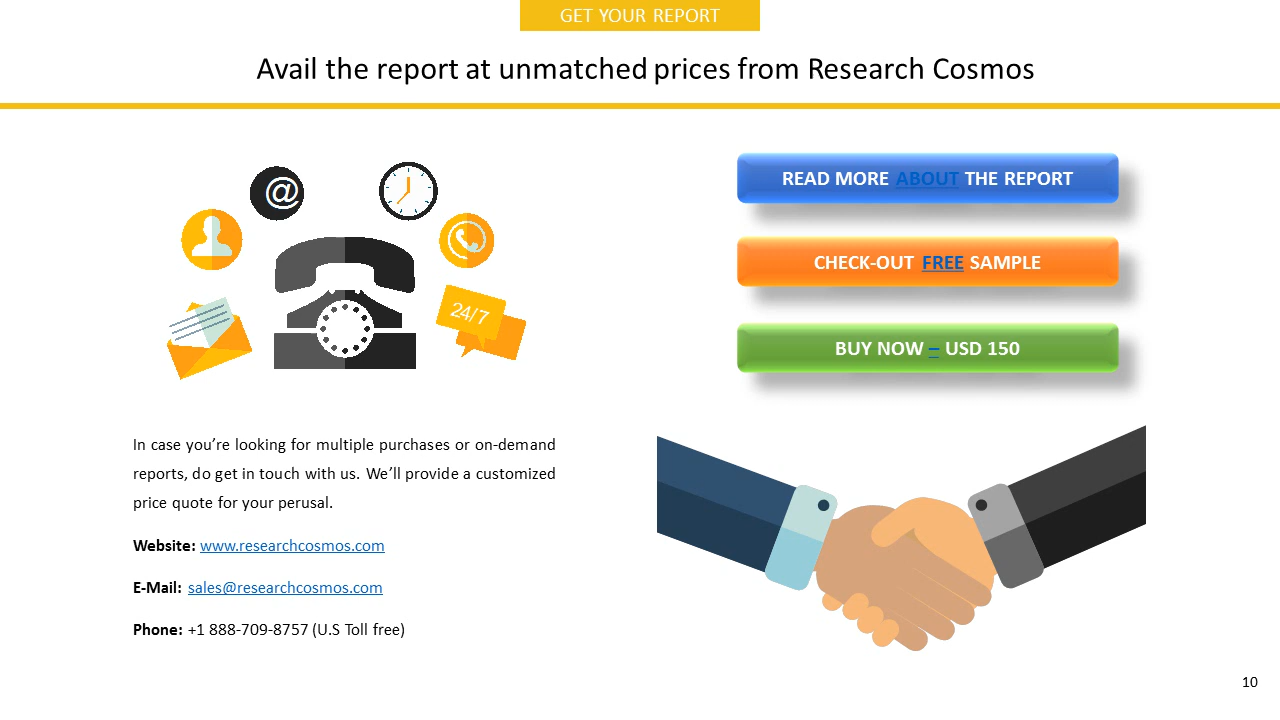 GET YOUR REPORT
Avail the report at unmatched prices from Research Cosmos
@
24/7
READ MORE ABOUT THE REPORT
CHECK-OUT FREE SAMPLE
BUY NOW – USD 150
In case you’re looking for multiple purchases or on-demand
reports, do get in touch with us. We’ll provide a customized
price quote for your perusal.
Website: www.researchcosmos.com
E-Mail: sales@researchcosmos.com
Phone: +1 888-709-8757 (U.S Toll free)
10